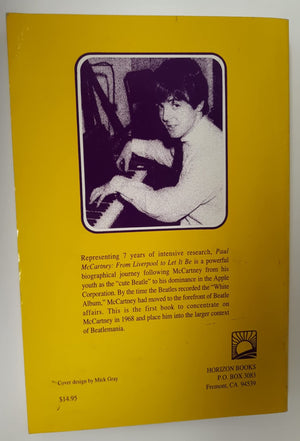 Representing 7 years of intensive research, Paul
McCartney: From Liverpool to Let It Be is a powerful
biographical journey following McCartney from his
youth as the "cute Beatle" to his dominance in the Apple
Corporation. By the time the Beatles recorded the "White
Album," McCartney had moved to the forefront of Beatle
affairs. This is the first book to concentrate on
McCartney in 1968 and place him into the larger context
of Beatlemania.
Cover design by Mick Gray
$14.95
HORIZON BOOKS
P.O. BOX 3083
Fremont, CA 94539